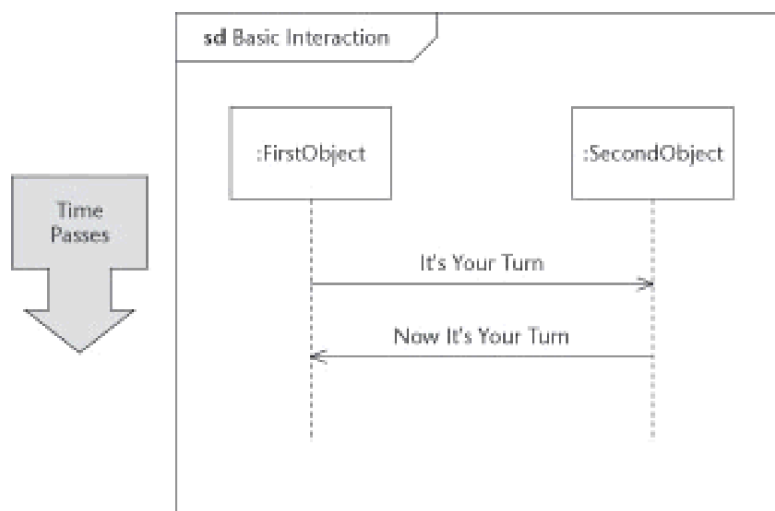 sd Basic Interaction
:FirstObject
:SecondObject
Time
Passes
It's Your Turn
Now It's Your Turn